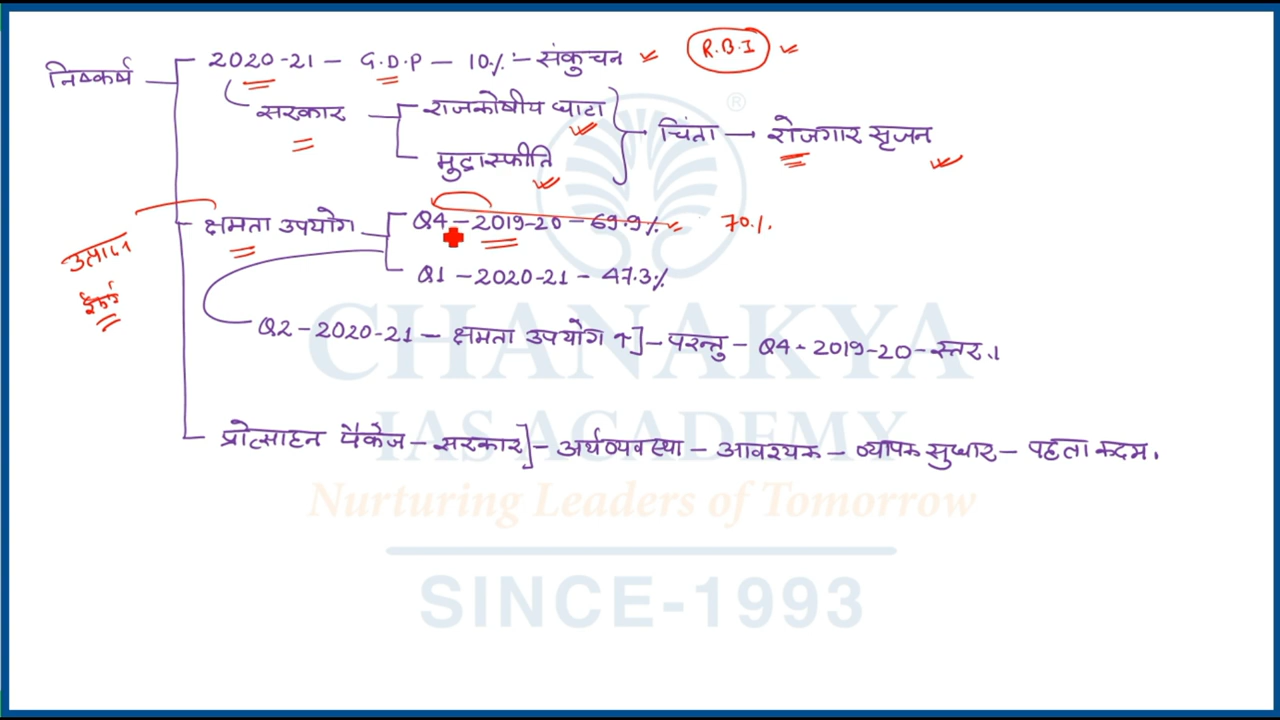 निष्कर्ष
2020-21 – G.D.P – 10% :- संकुचन
R.B.I
सरकार
राजकोषीय घाटा
मुद्रास्फीति
चिंता → रोजगार सृजन
क्षमता उपयोग
Q4 – 2019-20 – 69.9%
70%
उत्पादन
Q1 – 2020-21 – 47.3%
Q2 – 2020-21 – क्षमता उपयोग ↑] – परन्तु – Q4 - 2019-20 – स्तर.।
प्रोत्साहन पैकेज – सरकार] – अर्थव्यवस्था – आवश्यक – व्यापक सुधार – पहला कदम.
CHANAKYA
IAS ACADEMY
Nurturing Leaders of Tomorrow
SINCE-1993